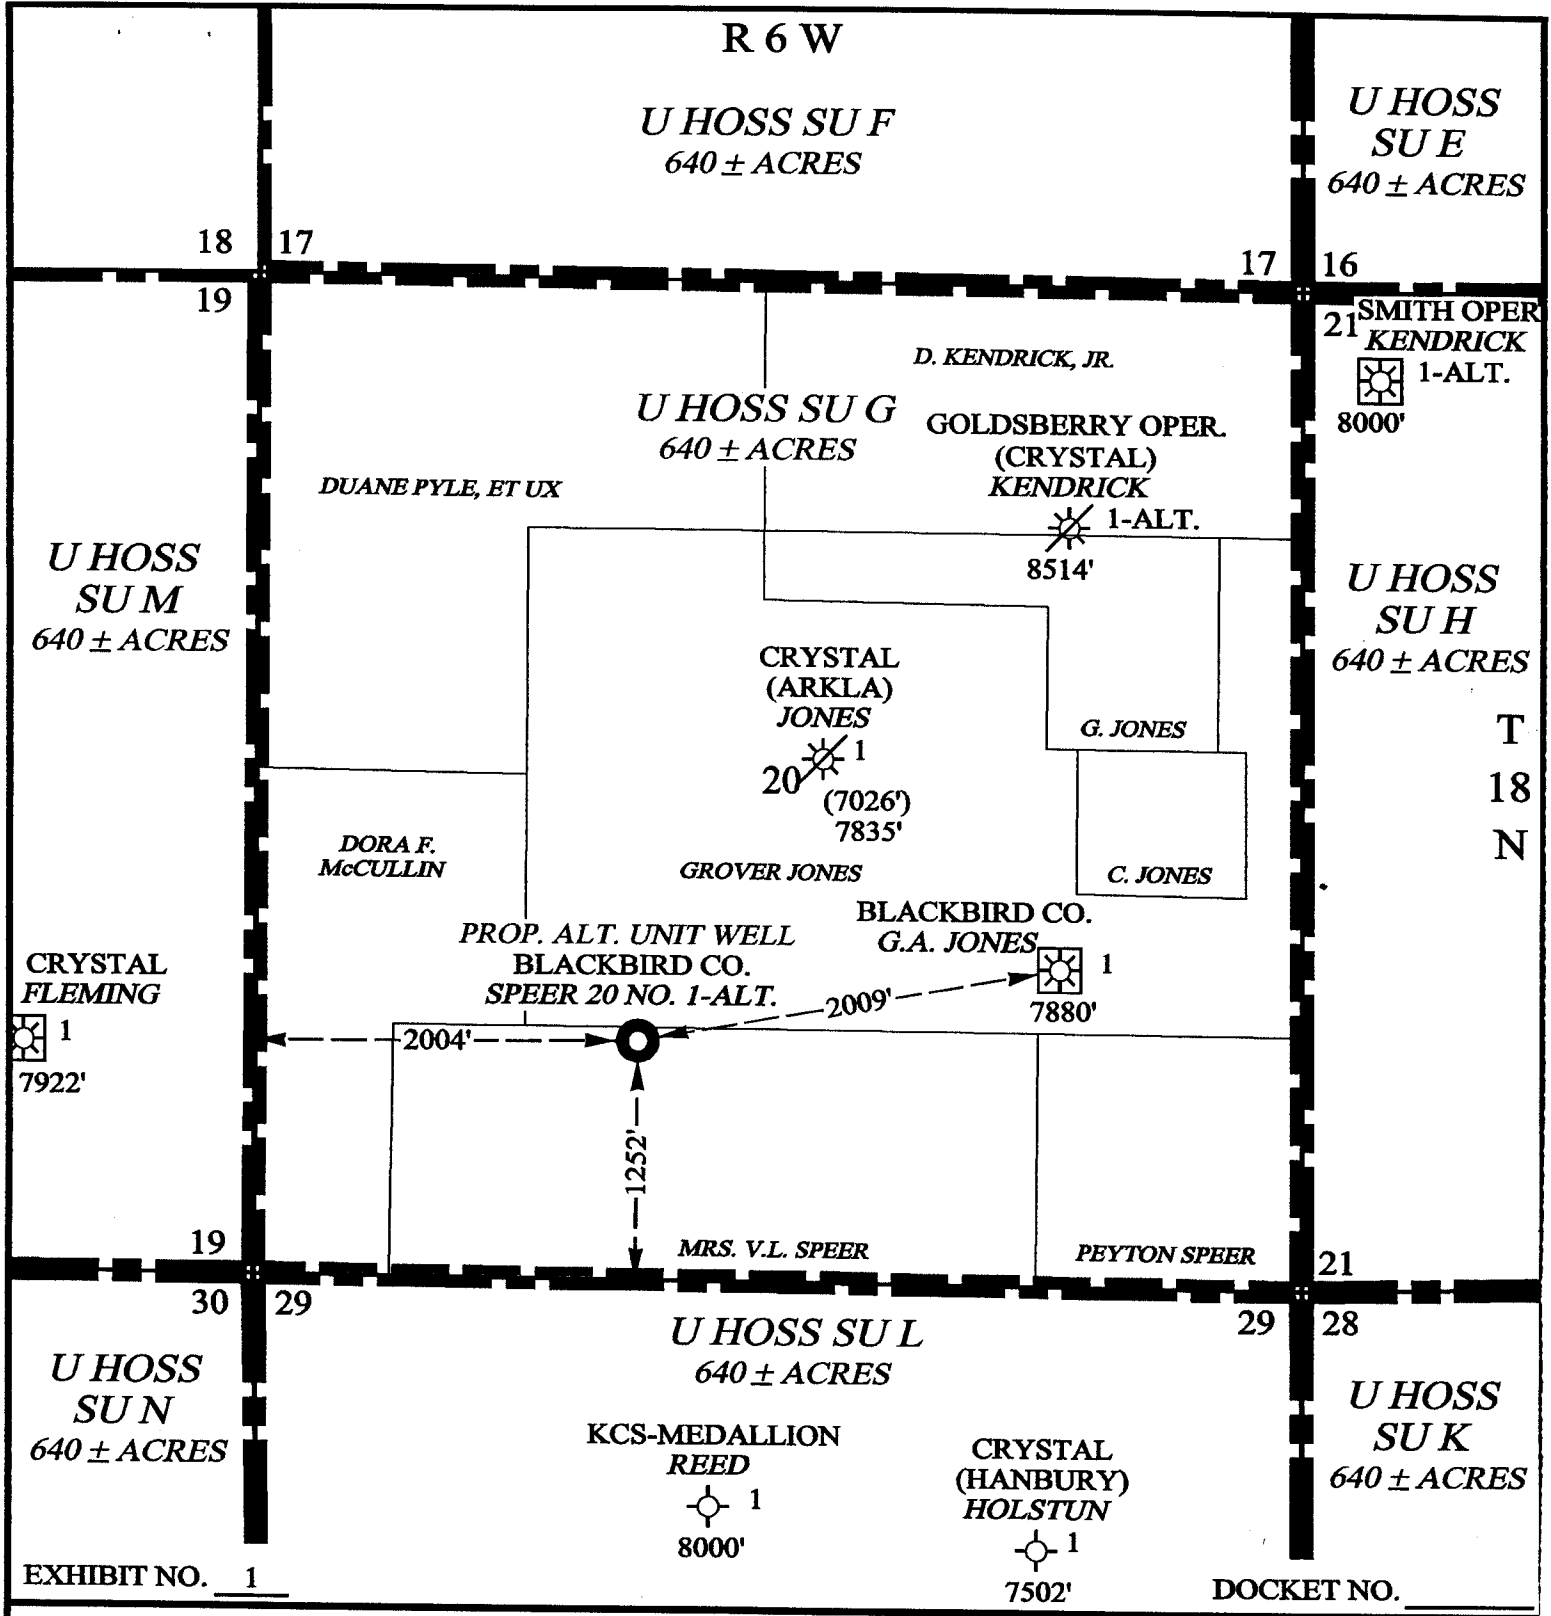 R 6 W
U HOSS SU F
640 ± ACRES
U HOSS
SU E
640 ± ACRES
18
17
17
16
19
21
SMITH OPER
KENDRICK
1-ALT.
8000'
D. KENDRICK, JR.
U HOSS SU G
640 ± ACRES
GOLDSBERRY OPER.
(CRYSTAL)
KENDRICK
1-ALT.
8514'
DUANE PYLE, ET UX
U HOSS
SU M
640 ± ACRES
U HOSS
SU H
640 ± ACRES
CRYSTAL
(ARKLA)
JONES
1
20
(7026')
7835'
G. JONES
T
18
N
DORA F.
McCULLIN
GROVER JONES
C. JONES
BLACKBIRD CO.
G.A. JONES
1
7880'
PROP. ALT. UNIT WELL
BLACKBIRD CO.
SPEER 20 NO. 1-ALT.
CRYSTAL
FLEMING
1
7922'
2009'
2004'
1252'
MRS. V.L. SPEER
PEYTON SPEER
19
21
30
29
29
28
U HOSS SU L
640 ± ACRES
U HOSS
SU N
640 ± ACRES
U HOSS
SU K
640 ± ACRES
KCS-MEDALLION
REED
1
8000'
CRYSTAL
(HANBURY)
HOLSTUN
1
7502'
EXHIBIT NO. 1
DOCKET NO.